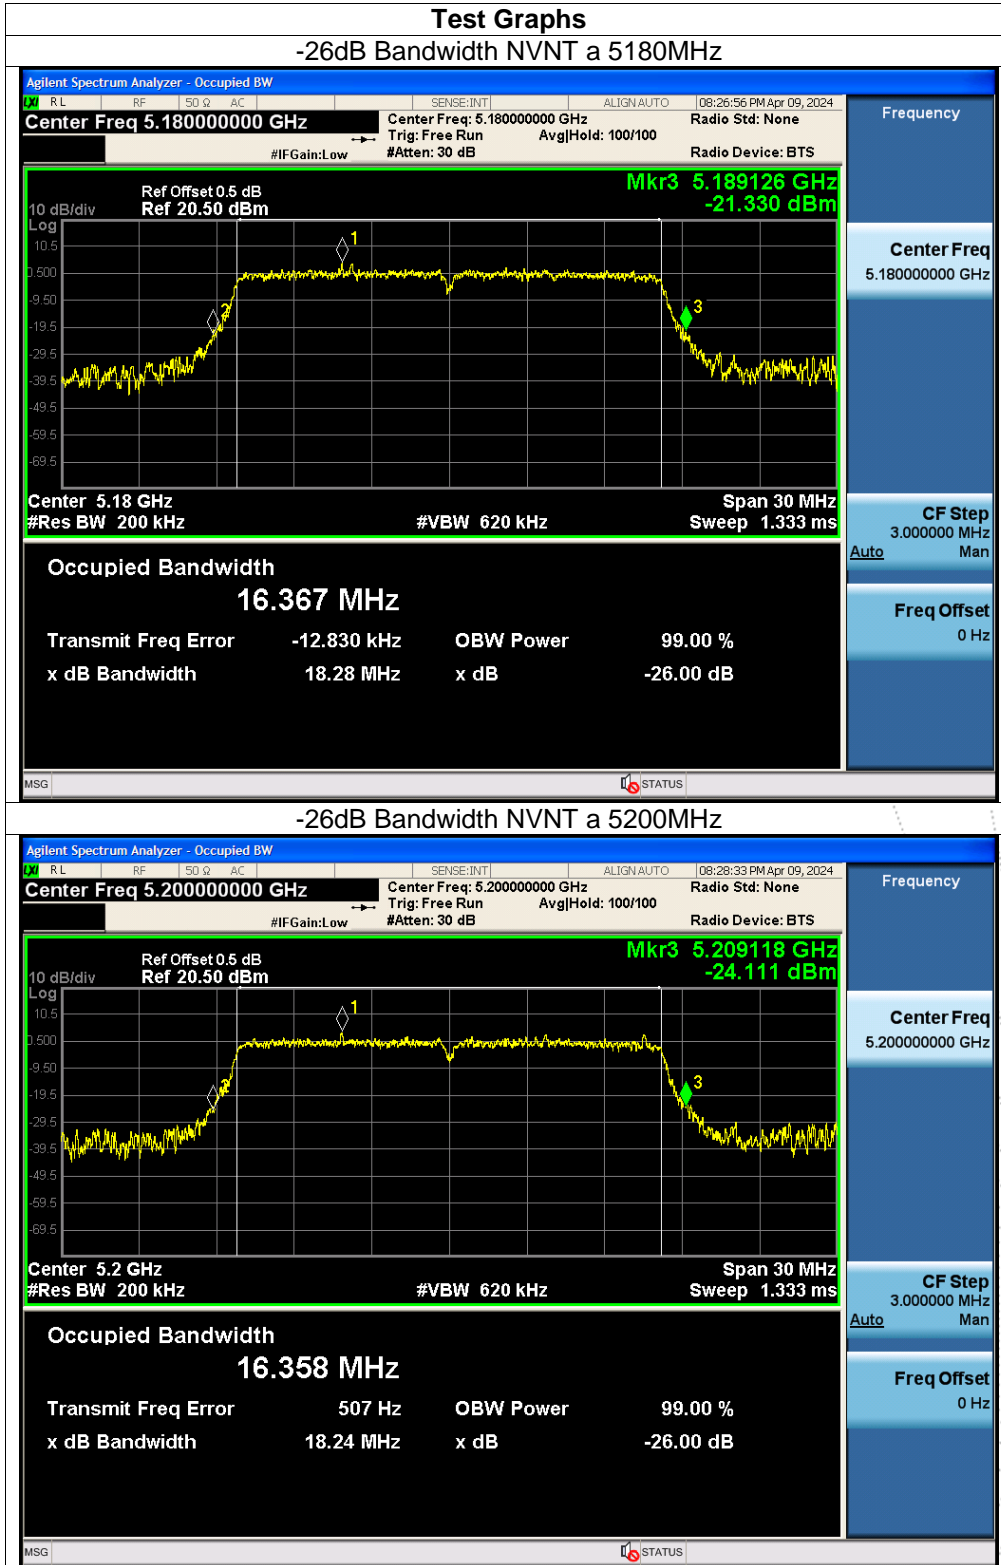 Test Graphs
-26dB Bandwidth NVNT a 5180MHz
Agilent Spectrum Analyzer - Occupied BW
LXI RL RF 50 Ω AC SENSE:INT ALIGN AUTO 08:26:56 PM Apr 09, 2024
Center Freq 5.180000000 GHz Center Freq: 5.180000000 GHz Radio Std: None
Trig: Free Run Avg|Hold: 100/100
#IFGain:Low #Atten: 30 dB Radio Device: BTS
Frequency
Mkr3 5.189126 GHz
-21.330 dBm
Ref Offset 0.5 dB
10 dB/div Ref 20.50 dBm
Log
10.5
0.500
-9.50
-19.5
-29.5
-39.5
-49.5
-59.5
-69.5
1
2
3
Center 5.18 GHz Span 30 MHz
#Res BW 200 kHz #VBW 620 kHz Sweep 1.333 ms
Center Freq
5.180000000 GHz
CF Step
3.000000 MHz
Auto Man
Freq Offset
0 Hz
Occupied Bandwidth
16.367 MHz
Transmit Freq Error -12.830 kHz OBW Power 99.00 %
x dB Bandwidth 18.28 MHz x dB -26.00 dB
MSG STATUS
-26dB Bandwidth NVNT a 5200MHz
Agilent Spectrum Analyzer - Occupied BW
LXI RL RF 50 Ω AC SENSE:INT ALIGN AUTO 08:28:33 PM Apr 09, 2024
Center Freq 5.200000000 GHz Center Freq: 5.200000000 GHz Radio Std: None
Trig: Free Run Avg|Hold: 100/100
#IFGain:Low #Atten: 30 dB Radio Device: BTS
Frequency
Mkr3 5.209118 GHz
-24.111 dBm
Ref Offset 0.5 dB
10 dB/div Ref 20.50 dBm
Log
10.5
0.500
-9.50
-19.5
-29.5
-39.5
-49.5
-59.5
-69.5
1
2
3
Center 5.2 GHz Span 30 MHz
#Res BW 200 kHz #VBW 620 kHz Sweep 1.333 ms
Center Freq
5.200000000 GHz
CF Step
3.000000 MHz
Auto Man
Freq Offset
0 Hz
Occupied Bandwidth
16.358 MHz
Transmit Freq Error 507 Hz OBW Power 99.00 %
x dB Bandwidth 18.24 MHz x dB -26.00 dB
MSG STATUS